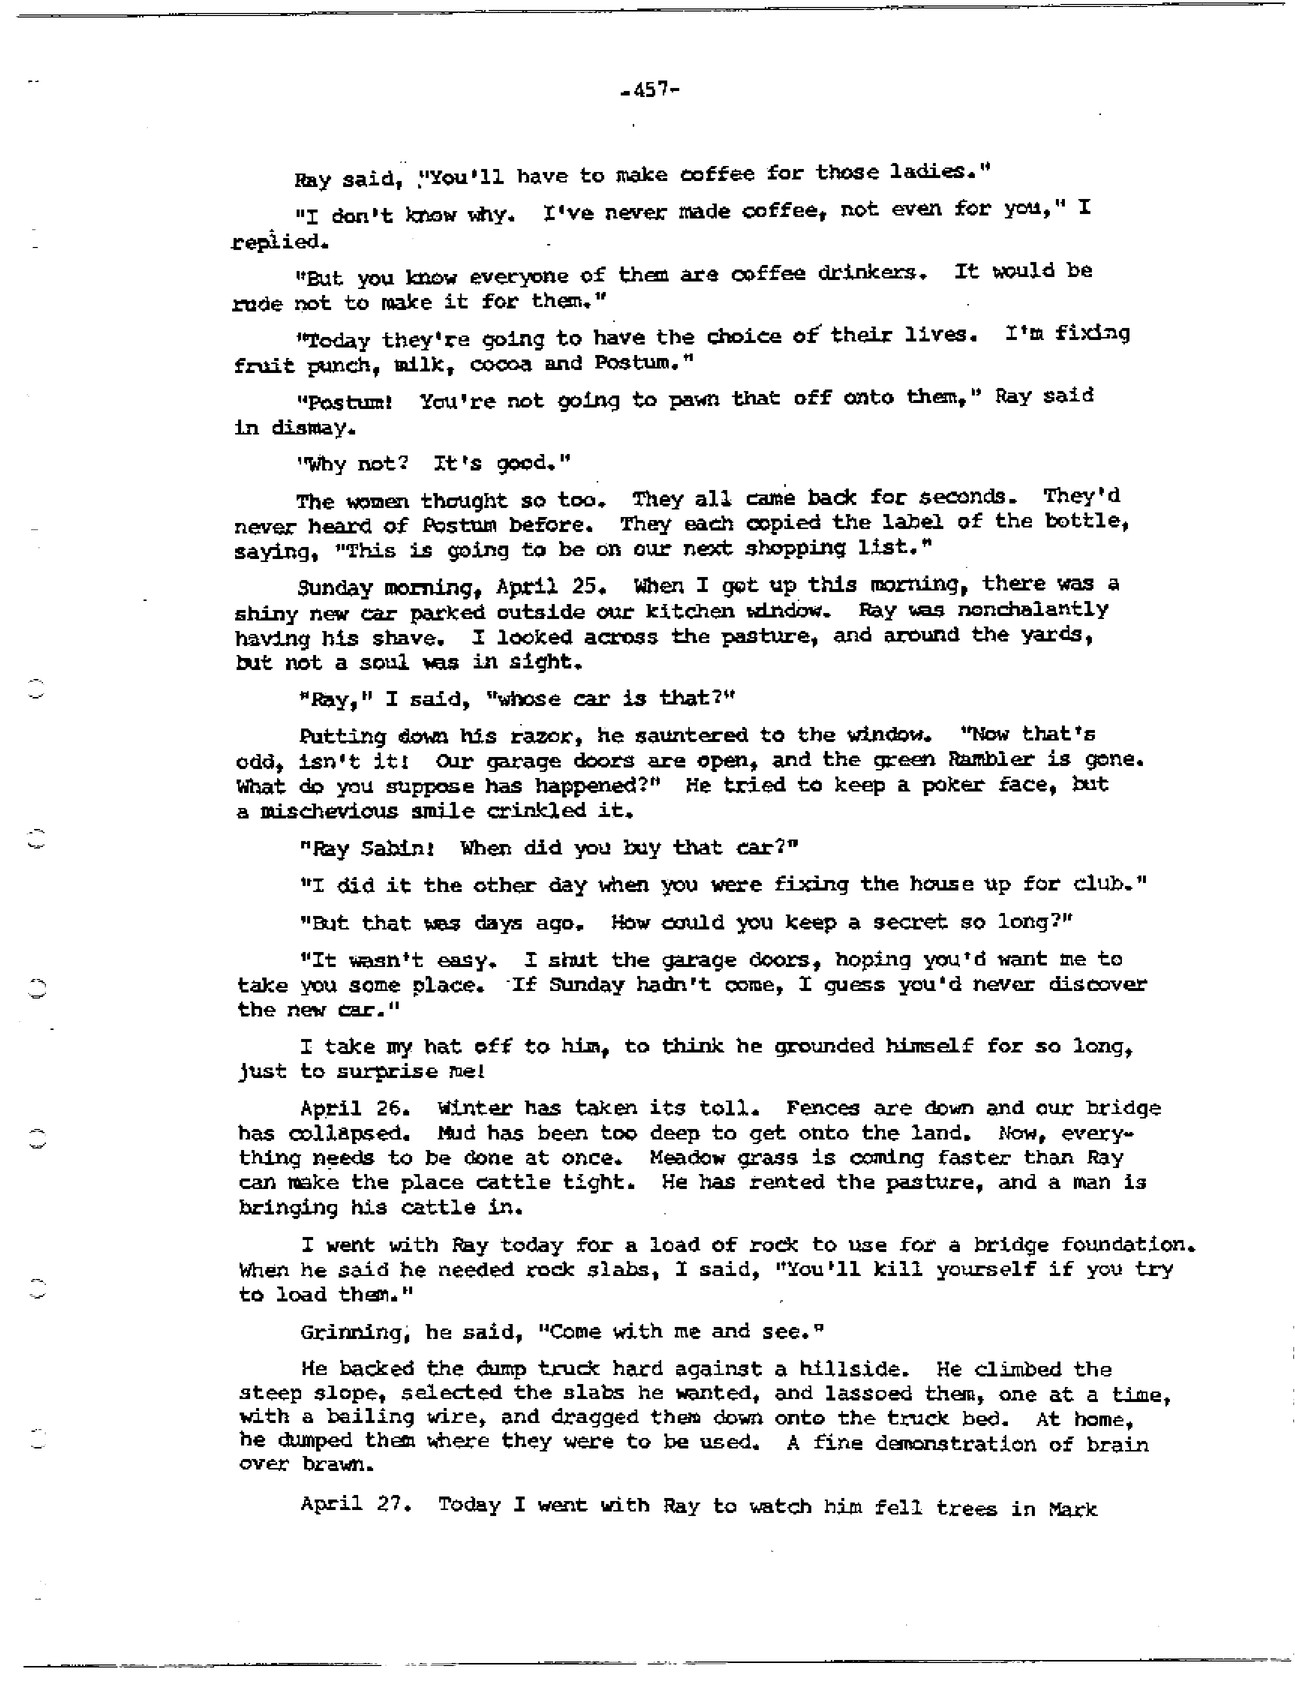 -457-
Ray said, "You'll have to make coffee for those ladies."
"I don't know why. I've never made coffee, not even for you," I
replied.
"But you know everyone of them are coffee drinkers. It would be
rude not to make it for them."
"Today they're going to have the choice of their lives. I'm fixing
fruit punch, milk, cocoa and Postum."
"Postum! You're not going to pawn that off onto them," Ray said
in dismay.
"Why not? It's good."
The women thought so too. They all came back for seconds. They'd
never heard of Postum before. They each copied the label of the bottle,
saying, "This is going to be on our next shopping list."
Sunday morning, April 25. When I got up this morning, there was a
shiny new car parked outside our kitchen window. Ray was nonchalantly
having his shave. I looked across the pasture, and around the yards,
but not a soul was in sight.
"Ray," I said, "whose car is that?"
Putting down his razor, he sauntered to the window. "Now that's
odd, isn't it! Our garage doors are open, and the green Rambler is gone.
What do you suppose has happened?" He tried to keep a poker face, but
a mischevious smile crinkled it.
"Ray Sabin! When did you buy that car?"
"I did it the other day when you were fixing the house up for club."
"But that was days ago. How could you keep a secret so long?"
"It wasn't easy. I shut the garage doors, hoping you'd want me to
take you some place. If Sunday hadn't come, I guess you'd never discover
the new car."
I take my hat off to him, to think he grounded himself for so long,
just to surprise me!
April 26. Winter has taken its toll. Fences are down and our bridge
has collapsed. Mud has been too deep to get onto the land. Now, every-
thing needs to be done at once. Meadow grass is coming faster than Ray
can make the place cattle tight. He has rented the pasture, and a man is
bringing his cattle in.
I went with Ray today for a load of rock to use for a bridge foundation.
When he said he needed rock slabs, I said, "You'll kill yourself if you try
to load them."
Grinning, he said, "Come with me and see."
He backed the dump truck hard against a hillside. He climbed the
steep slope, selected the slabs he wanted, and lassoed them, one at a time,
with a bailing wire, and dragged them down onto the truck bed. At home,
he dumped them where they were to be used. A fine demonstration of brain
over brawn.
April 27. Today I went with Ray to watch him fell trees in Mark